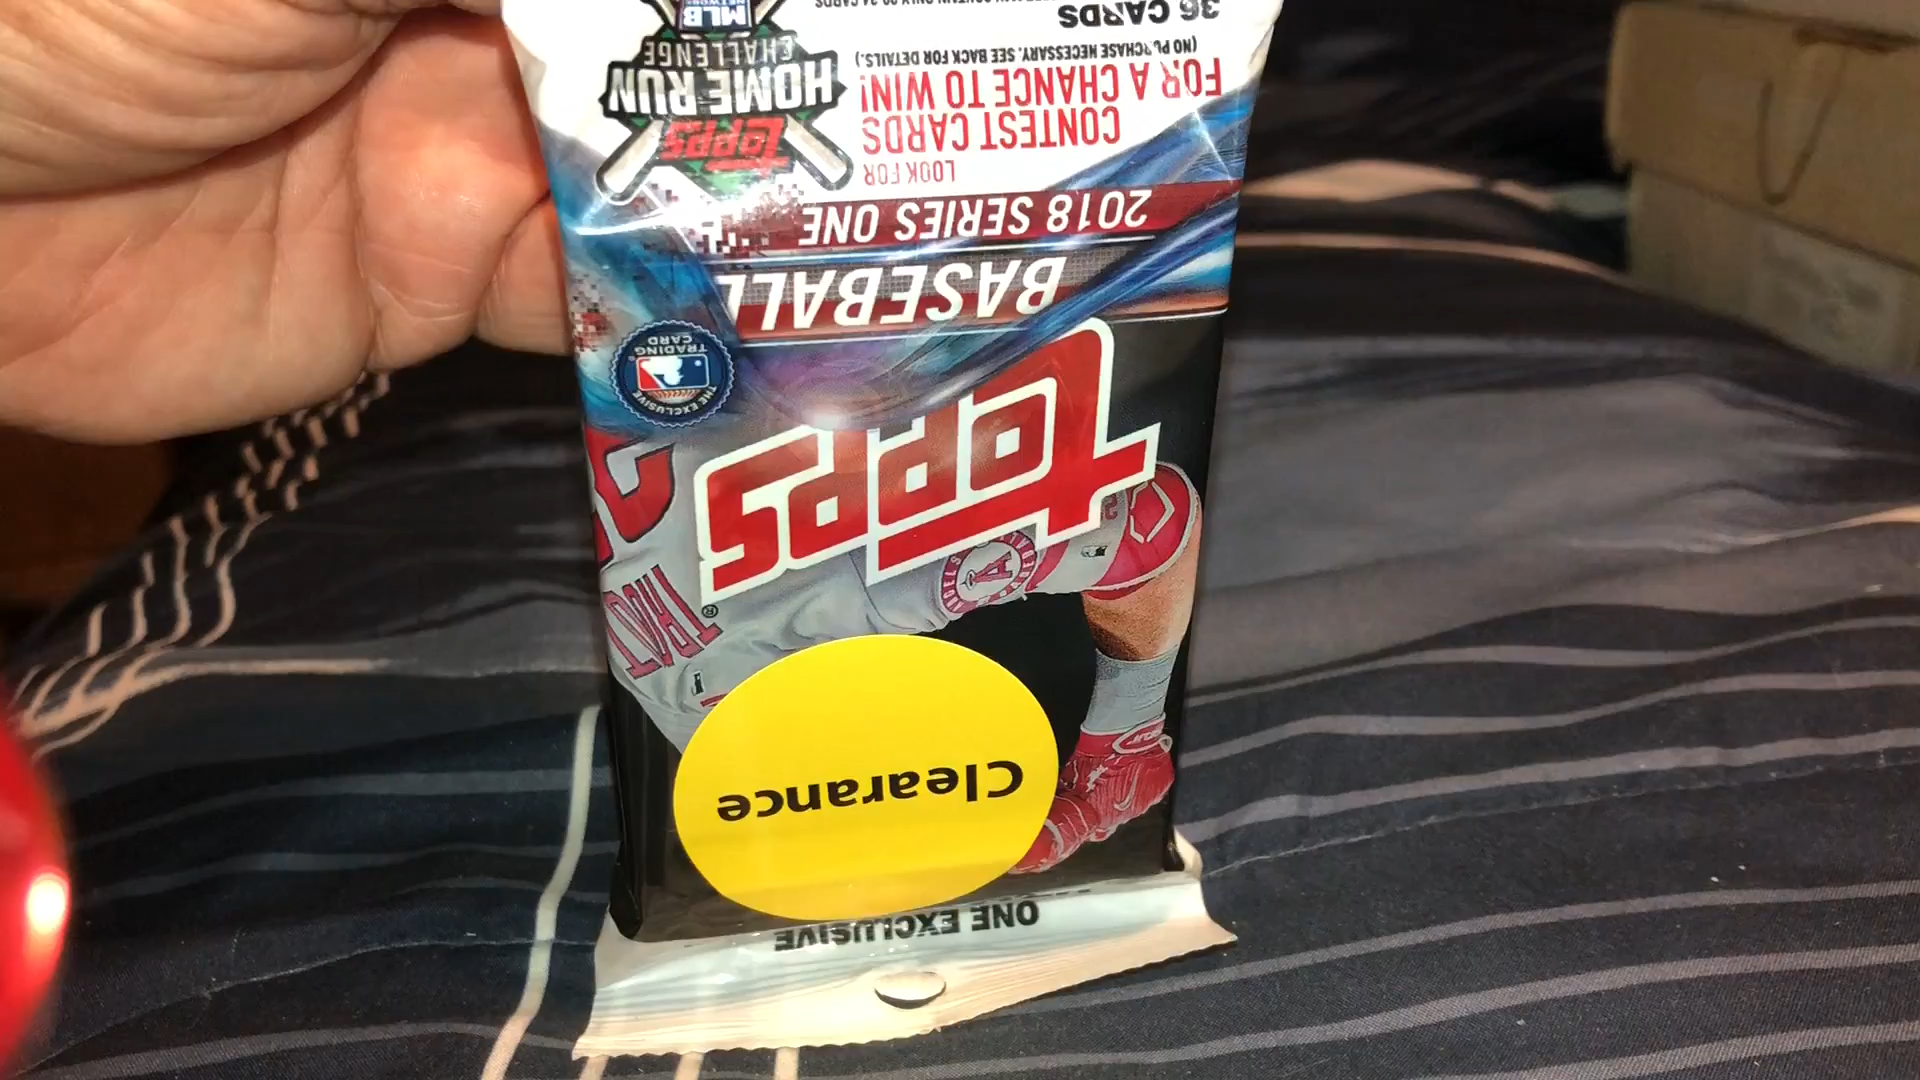 ONE EXCLUSIVE
Clearance
TROUT
Topps
®
THE EXCLUSIVE
TRADING
CARD
BASEBALL
2018 SERIES ONE
LOOK FOR
CONTEST CARDS
FOR A CHANCE TO WIN!
(NO PURCHASE NECESSARY. SEE BACK FOR DETAILS.)
Topps
HOME RUN
CHALLENGE
MLB
NETWORK
36 CARDS